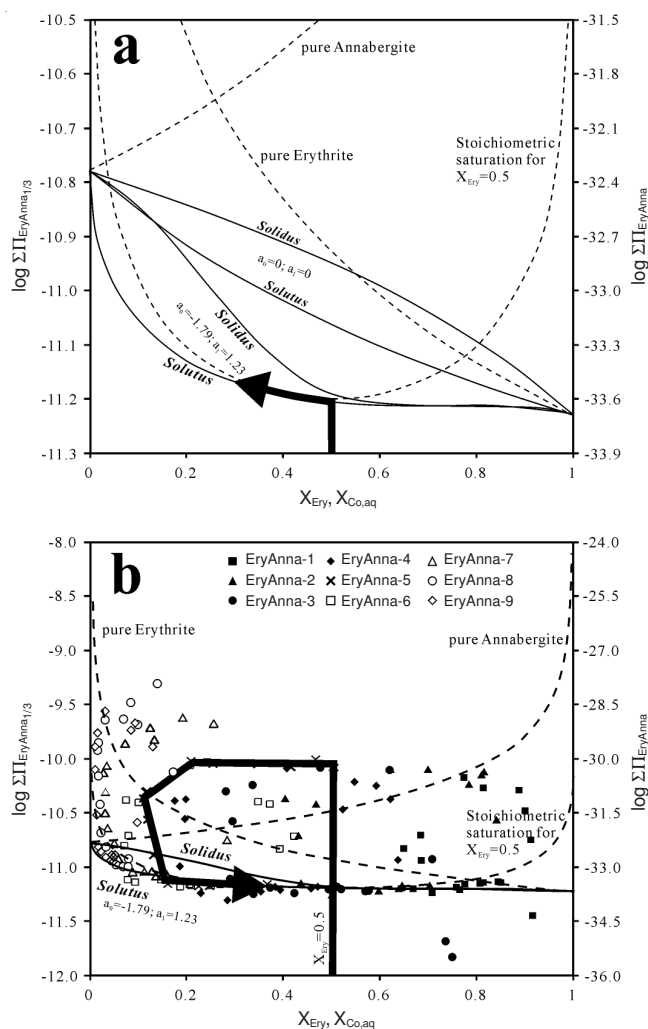 a
-10.5
-10.6
-10.7
-10.8
-10.9
-11.0
-11.1
-11.2
-11.3
-31.5
-31.8
-32.1
-32.4
-32.7
-33.0
-33.3
-33.6
-33.9
log ΣΠEryAnna1/3
log ΣΠEryAnna
pure Annabergite
pure Erythrite
Stoichiometric
saturation for
XEry=0.5
Solidus
a0=0; a1=0
Solutus
Solidus
a0=-1.79; a1=1.23
Solutus
0 0.2 0.4 0.6 0.8 1
XEry, XCo,aq
b
-8.0
-8.5
-9.0
-9.5
-10.0
-10.5
-11.0
-11.5
-12.0
-24.0
-25.5
-27.0
-28.5
-30.0
-31.5
-33.0
-34.5
-36.0
log ΣΠEryAnna1/3
log ΣΠEryAnna
EryAnna-1 EryAnna-4 EryAnna-7
EryAnna-2 EryAnna-5 EryAnna-8
EryAnna-3 EryAnna-6 EryAnna-9
pure Erythrite
pure Annabergite
Stoichiometric
saturation for
XEry=0.5
Solidus
Solutus
a0=-1.79; a1=1.23
XEry=0.5
0 0.2 0.4 0.6 0.8 1
XEry, XCo,aq